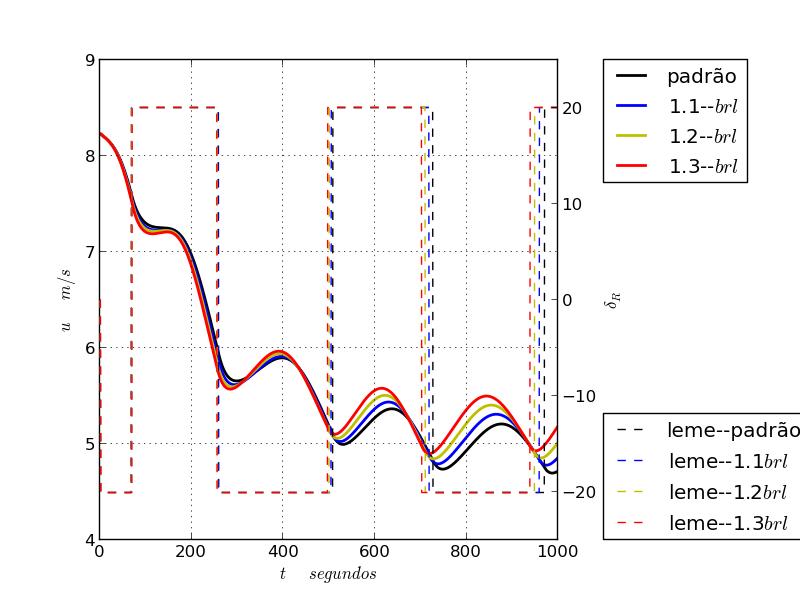 9
8
7
6
5
4
0
200
400
600
800
1000
20
10
0
−10
−20
u m/s
t segundos
δR
padrão
1.1--brl
1.2--brl
1.3--brl
leme--padrão
leme--1.1brl
leme--1.2brl
leme--1.3brl